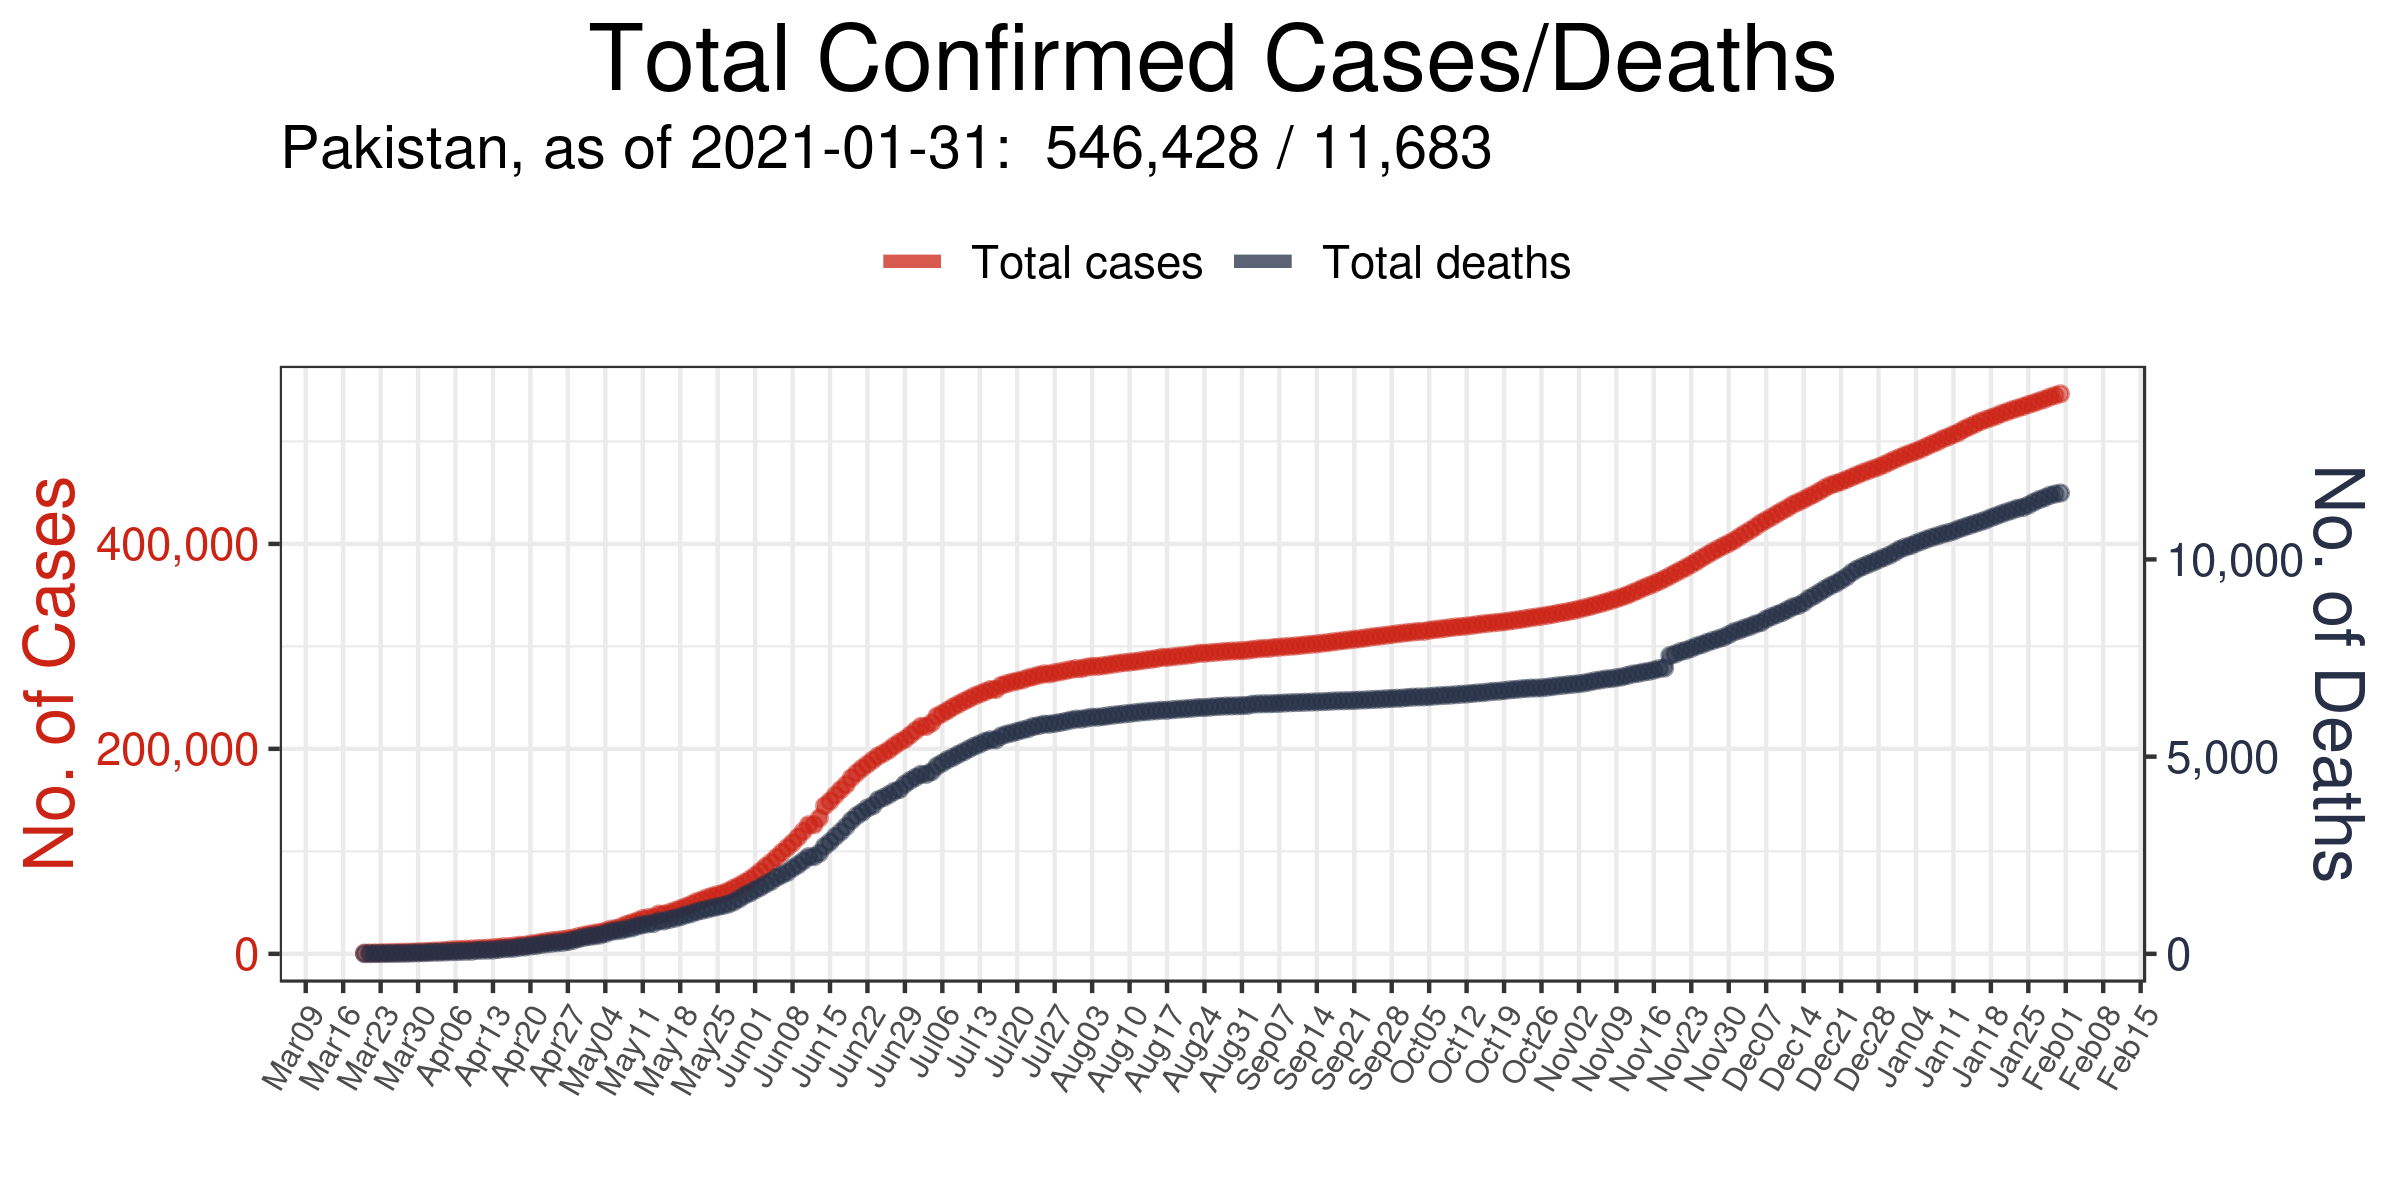 Total Confirmed Cases/Deaths
Pakistan, as of 2021-01-31: 546,428 / 11,683
Total cases Total deaths
No. of Cases
400,000
200,000
0
10,000
5,000
0
No. of Deaths
Mar09 Mar16 Mar23 Mar30 Apr06 Apr13 Apr20 Apr27 May04 May11 May18 May25 Jun01 Jun08 Jun15 Jun22 Jun29 Jul06 Jul13 Jul20 Jul27 Aug03 Aug10 Aug17 Aug24 Aug31 Sep07 Sep14 Sep21 Sep28 Oct05 Oct12 Oct19 Oct26 Nov02 Nov09 Nov16 Nov23 Nov30 Dec07 Dec14 Dec21 Dec28 Jan04 Jan11 Jan18 Jan25 Feb01 Feb08 Feb15